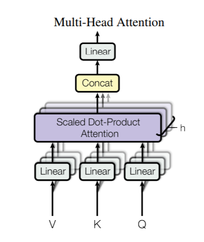 Multi-Head Attention
Linear
Concat
Scaled Dot-Product
Attention
h
Linear Linear Linear
V K Q